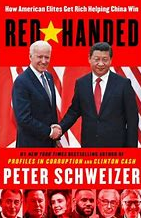 How American Elites Get Rich Helping China Win
RED★HANDED
#1 NEW YORK TIMES BESTSELLING AUTHOR OF
PROFILES IN CORRUPTION AND CLINTON CASH
PETER SCHWEIZER